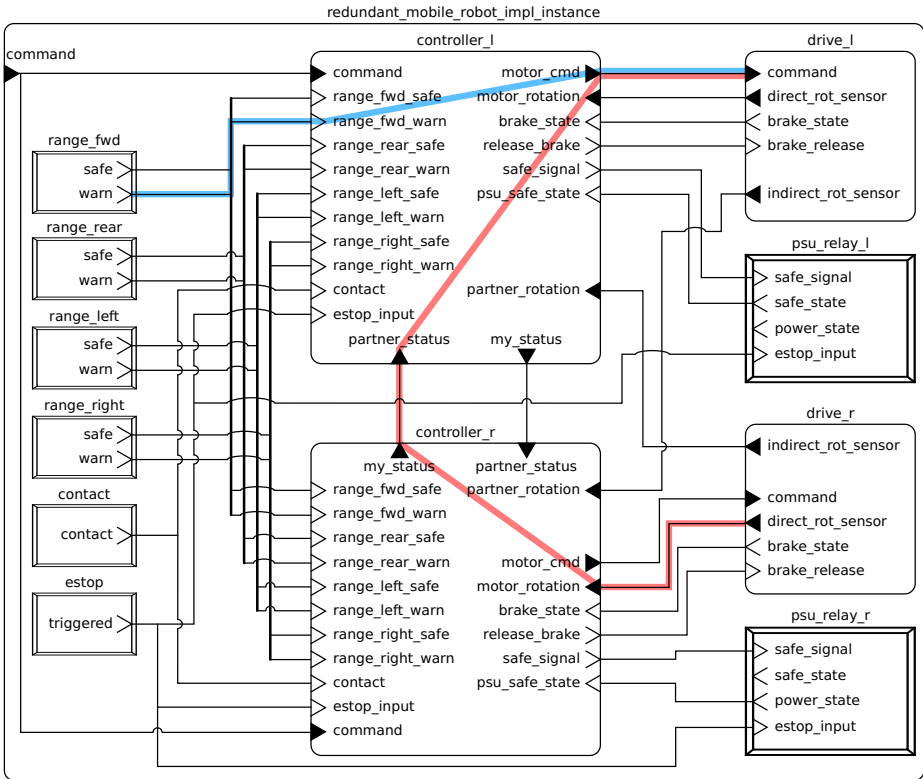 redundant_mobile_robot_impl_instance
command
range_fwd
safe
warn
range_rear
safe
warn
range_left
safe
warn
range_right
safe
warn
contact
contact
estop
triggered
controller_l
command
range_fwd_safe
range_fwd_warn
range_rear_safe
range_rear_warn
range_left_safe
range_left_warn
range_right_safe
range_right_warn
contact
estop_input
motor_cmd
motor_rotation
brake_state
release_brake
safe_signal
psu_safe_state
partner_rotation
partner_status
my_status
controller_r
my_status
partner_status
range_fwd_safe
range_fwd_warn
range_rear_safe
range_rear_warn
range_left_safe
range_left_warn
range_right_safe
range_right_warn
contact
estop_input
command
partner_rotation
motor_cmd
motor_rotation
brake_state
release_brake
safe_signal
psu_safe_state
drive_l
command
direct_rot_sensor
brake_state
brake_release
indirect_rot_sensor
psu_relay_l
safe_signal
safe_state
power_state
estop_input
drive_r
indirect_rot_sensor
command
direct_rot_sensor
brake_state
brake_release
psu_relay_r
safe_signal
safe_state
power_state
estop_input